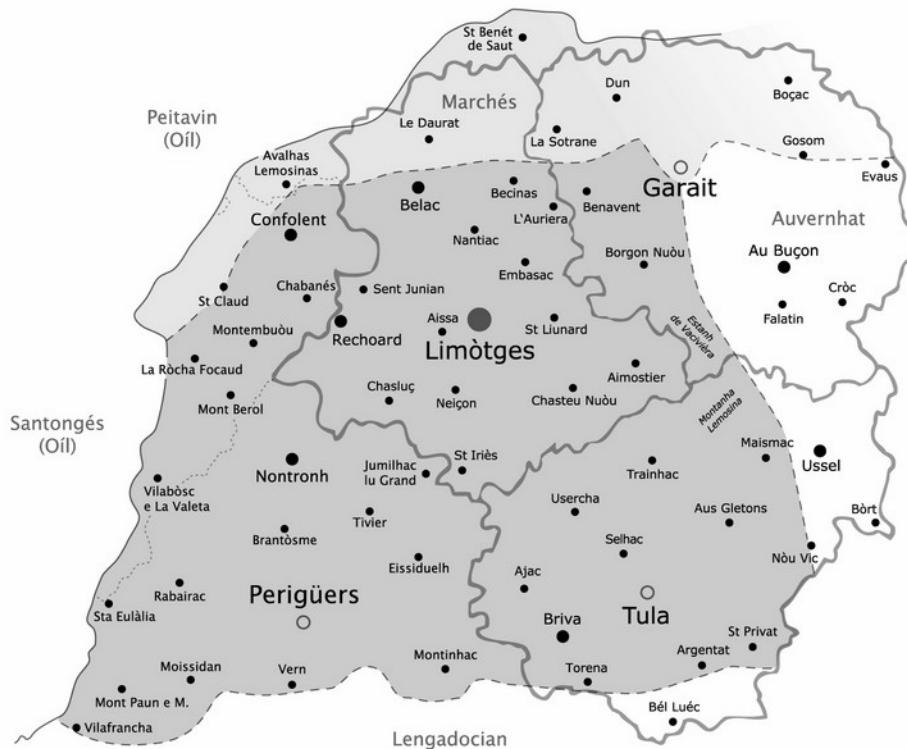 St Benét
de Saut
Dun
Boçac
Marchés
Peitavin
(Oíl)
Le Daurat
La Sotrane
Gosom
Avalhas
Lemosinas
Garait
Evaus
Becinas
Belac
Benavent
Auvernhat
Confolent
L'Auriera
Nantiac
Borgon Nuòu
Au Buçon
Embasac
St Claud
Chabanés
Sent Junian
Cròc
Falatin
Montembuòu
Rechoard
Aissa
Limòtges
St Liunard
Estanh
de Vacivièra
La Ròcha Focaud
Aimostier
Mont Berol
Chasluç
Neiçon
Chasteu Nuòu
Montanha
Lemosina
Santongés
(Oíl)
Maismac
Ussel
Nontronh
Jumilhac
lu Grand
St Iriès
Trainhac
Vilabòsc
e La Valeta
Tivier
Usercha
Aus Gletons
Bòrt
Brantòsme
Selhac
Eissiduelh
Nòu Vic
Ajac
Rabairac
Perigüers
Tula
Sta Eulàlia
Briva
St Privat
Moissidan
Vern
Montinhac
Torena
Argentat
Mont Paun e M.
Vilafrancha
Bél Luéc
Lengadocian